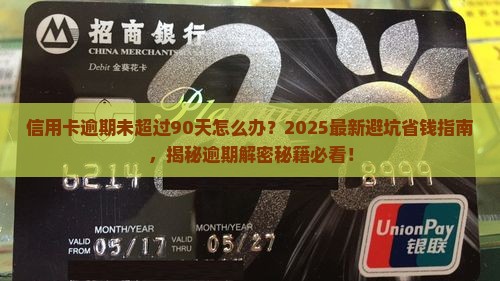 招商银行
CHINA MERCHANTS BANK
Debit 金葵花卡
信用卡逾期未超过90天怎么办？2025最新避坑省钱指南
，揭秘逾期解密秘籍必看！
6214 8999
MONTH/YEAR MONTH/YEAR
VALID FROM 05/17 VALID THRU 05/27
UnionPay
银联